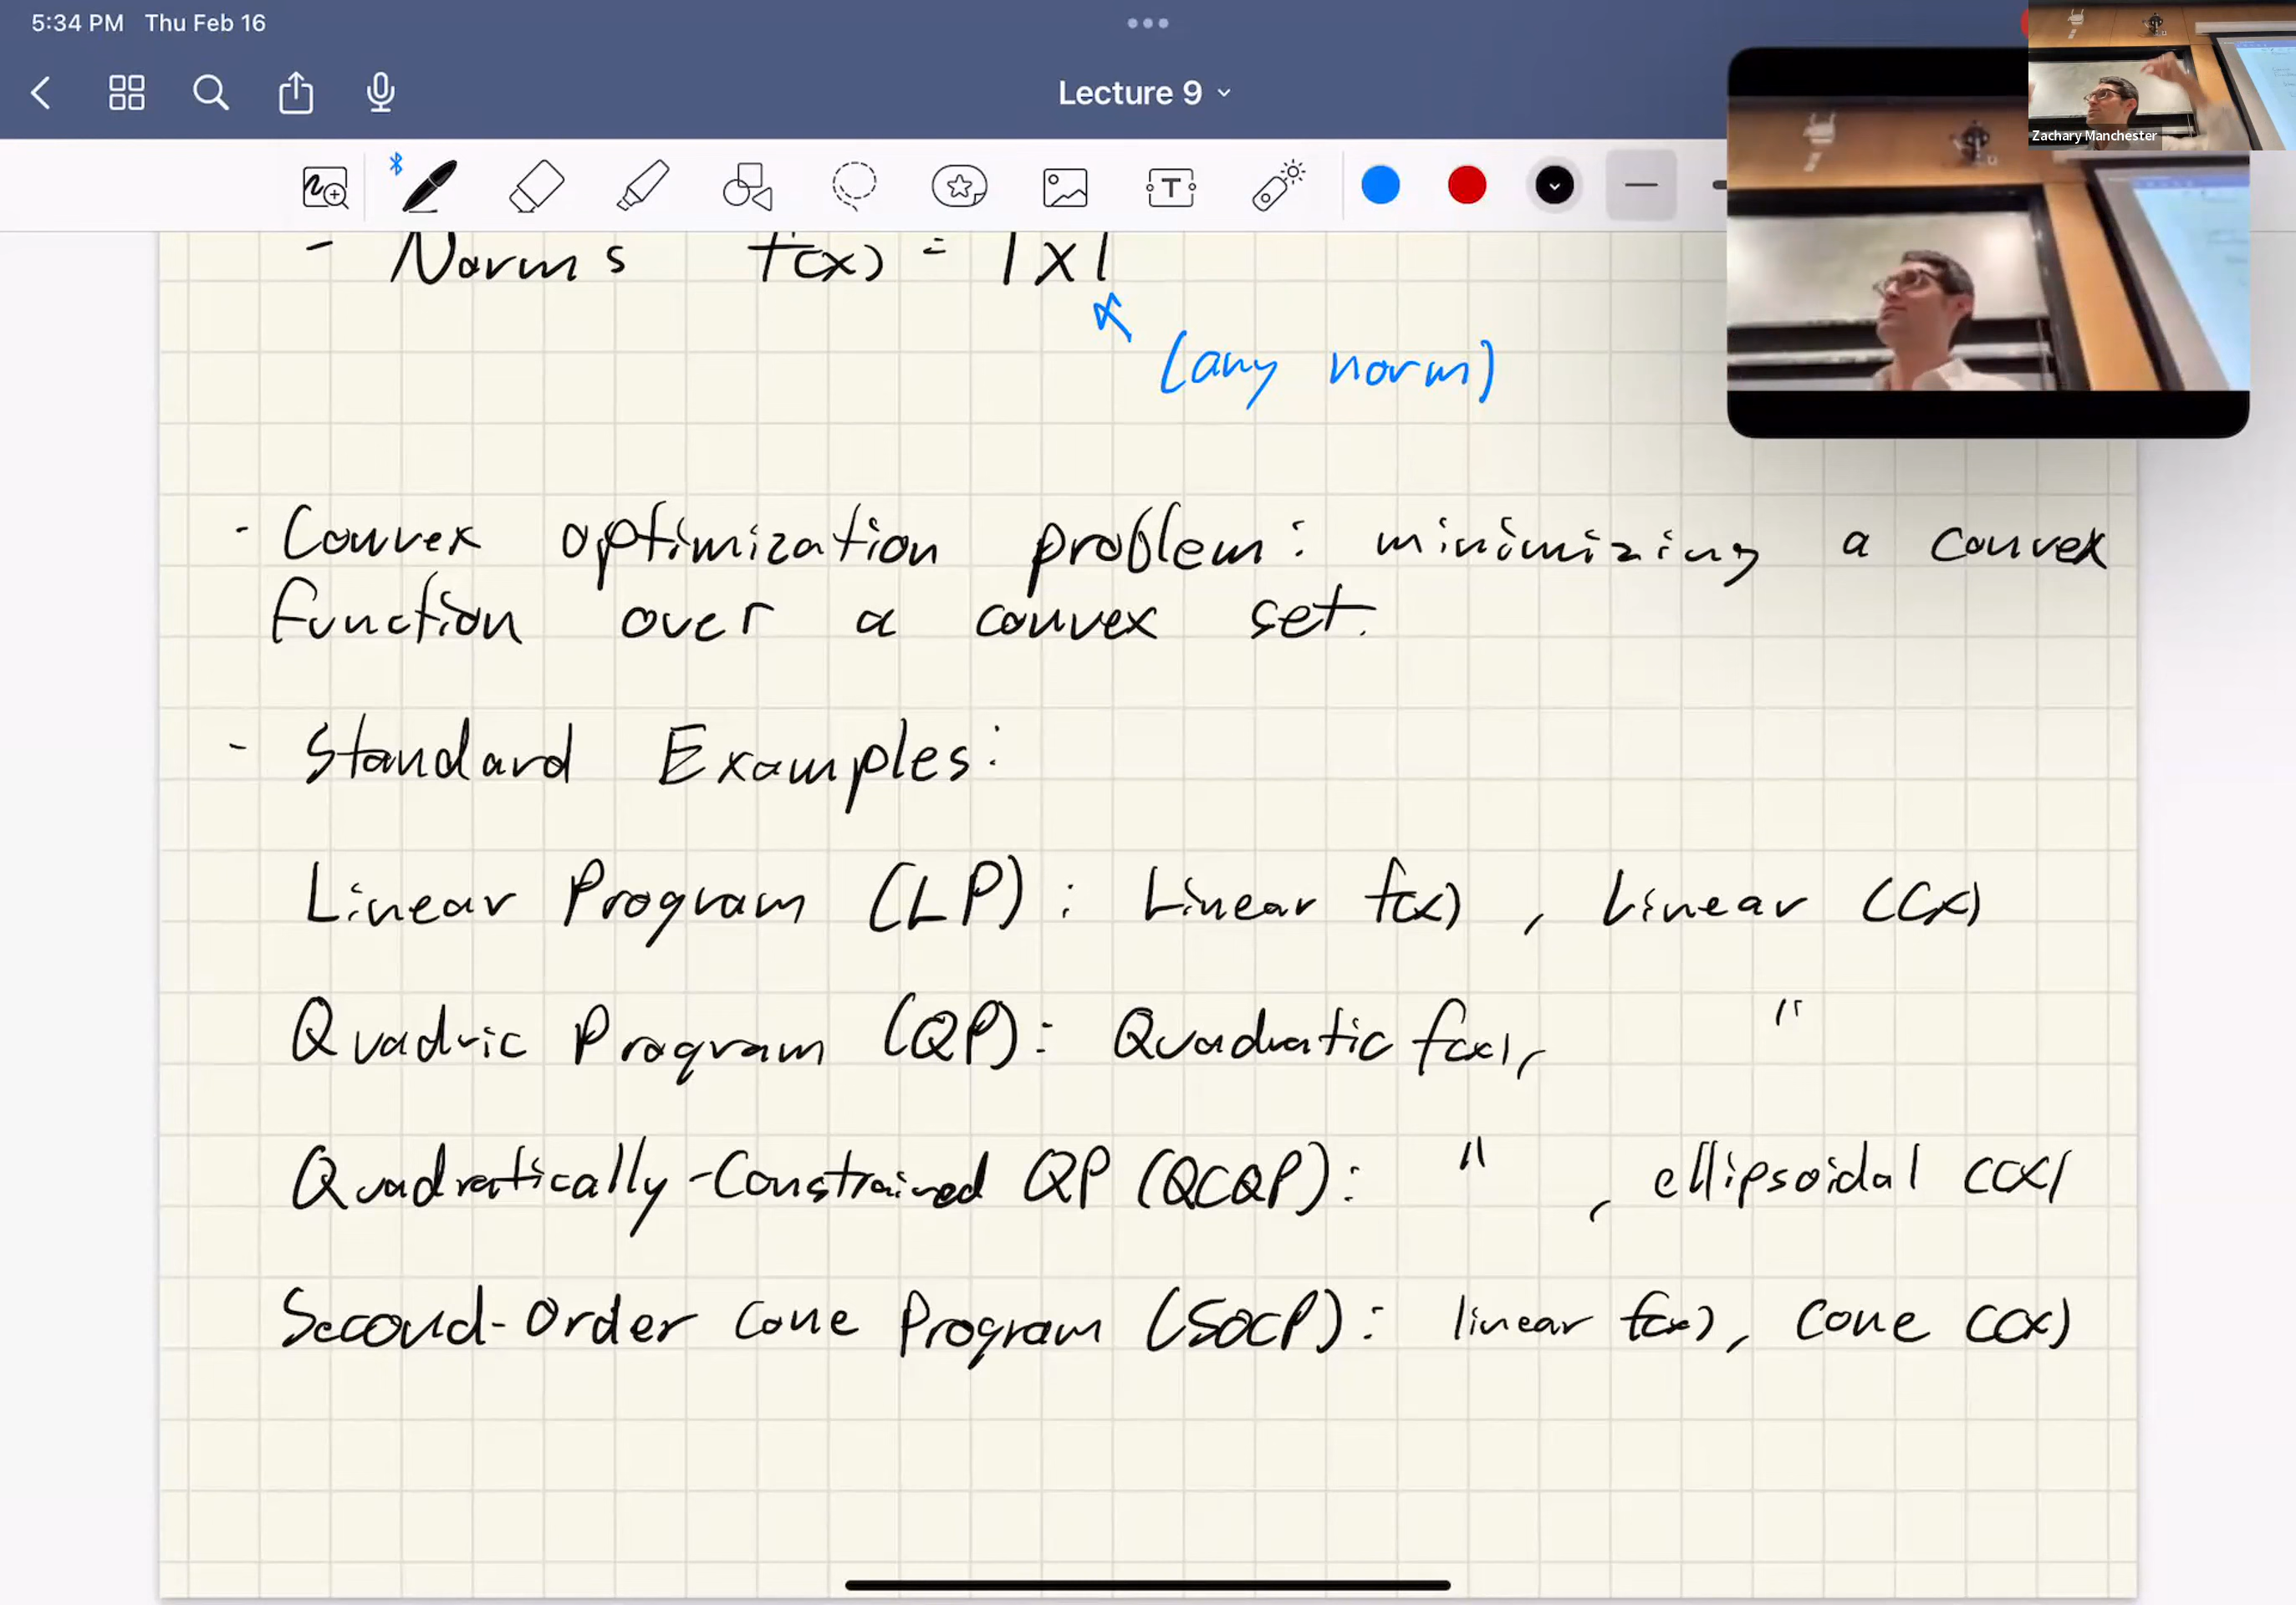 5:34 PM Thu Feb 16
Lecture 9
Zachary Manchester
T
- Norms f(x) = |x|
(any norm)
- Convex optimization problem: minimizing a convex
function over a convex set.
- Standard Examples:
Linear Program (LP): Linear f(x), Linear c(x)
Quadric Program (QP): Quadratic f(x), "
Quadratically-Constrained QP (QCQP): ", ellipsoidal c(x)
Second-Order Cone Program (SOCP): linear f(x), cone c(x)